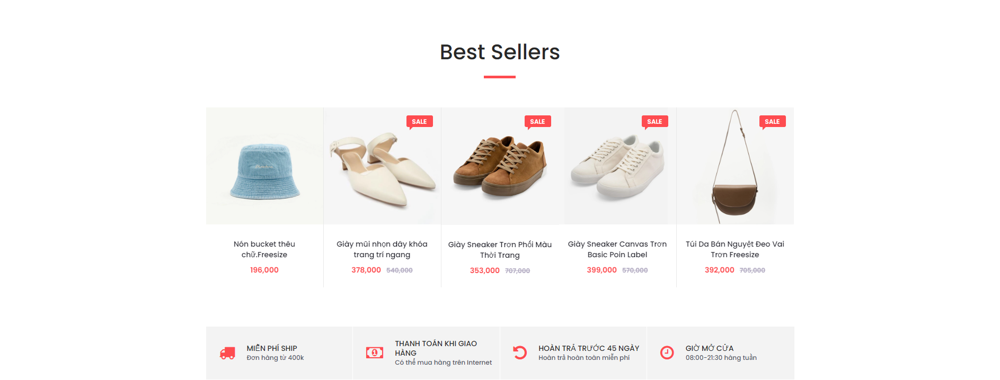 Best Sellers
SALE
SALE
SALE
SALE
Nón bucket thêu
chữ.Freesize
196,000
Giày mũi nhọn dây khóa
trang trí ngang
378,000 540,000
Giày Sneaker Trơn Phối Màu
Thời Trang
353,000 707,000
Giày Sneaker Canvas Trơn
Basic Poin Label
399,000 570,000
Túi Da Bán Nguyệt Đeo Vai
Trơn Freesize
392,000 705,000
MIỄN PHÍ SHIP
Đơn hàng từ 400k
THANH TOÁN KHI GIAO
HÀNG
Có thể mua hàng trên Internet
HOÀN TRẢ TRƯỚC 45 NGÀY
Hoàn trả hoàn toàn miễn phí
GIỜ MỞ CỬA
08:00-21:30 hàng tuần